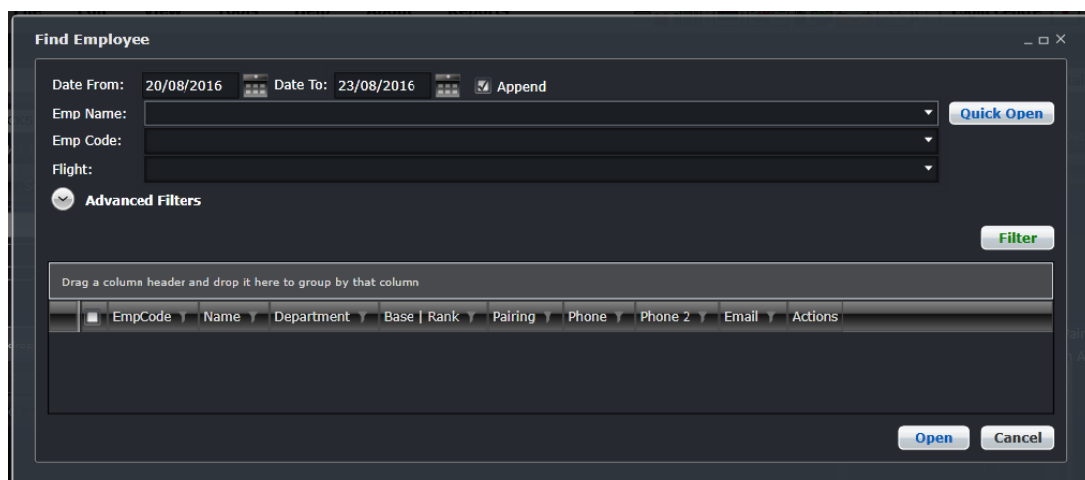 Find Employee
Date From: 20/08/2016 Date To: 23/08/2016 Append
Emp Name: Quick Open
Emp Code:
Flight:
Advanced Filters
Filter
Drag a column header and drop it here to group by that column
EmpCode Name Department Base | Rank Pairing Phone Phone 2 Email Actions
Open Cancel